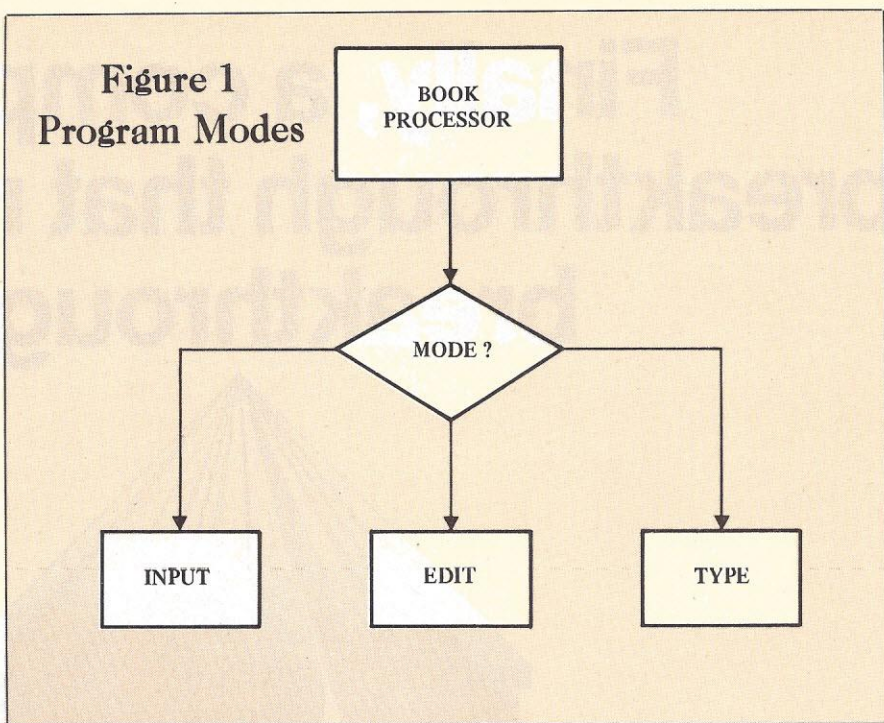 Figure 1
Program Modes
BOOK
PROCESSOR
MODE ?
INPUT
EDIT
TYPE